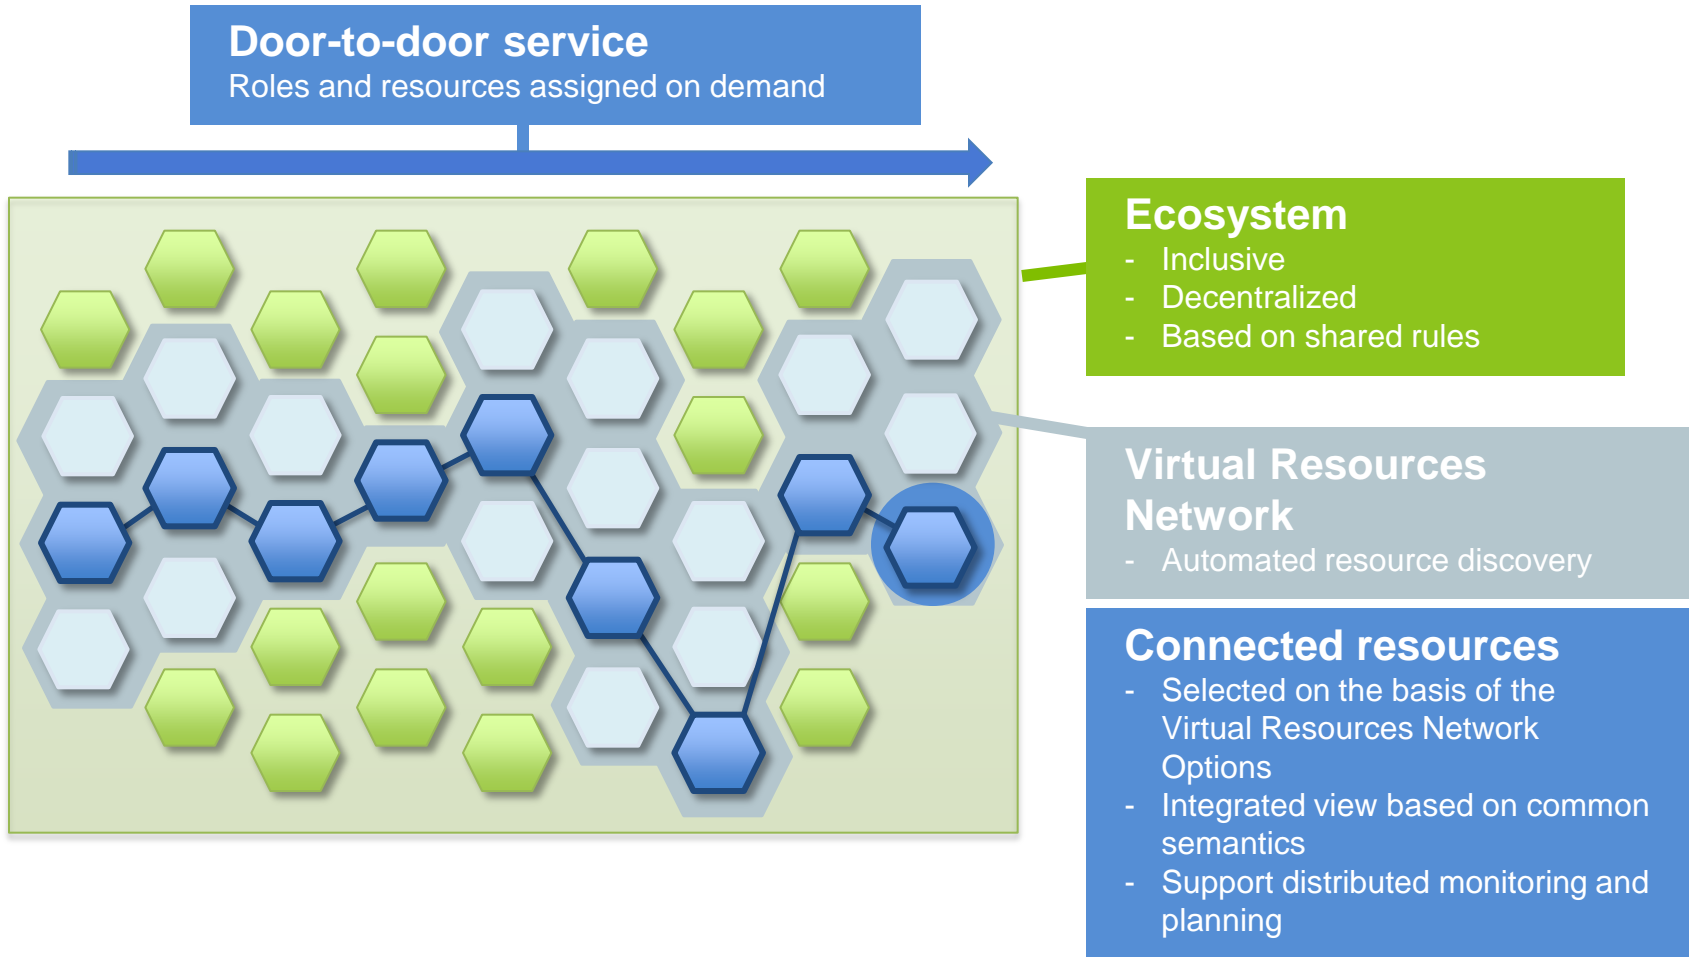 Door-to-door service
Roles and resources assigned on demand
Ecosystem
- Inclusive
- Decentralized
- Based on shared rules
Virtual Resources
Network
- Automated resource discovery
Connected resources
- Selected on the basis of the
Virtual Resources Network
Options
- Integrated view based on common
semantics
- Support distributed monitoring and
planning